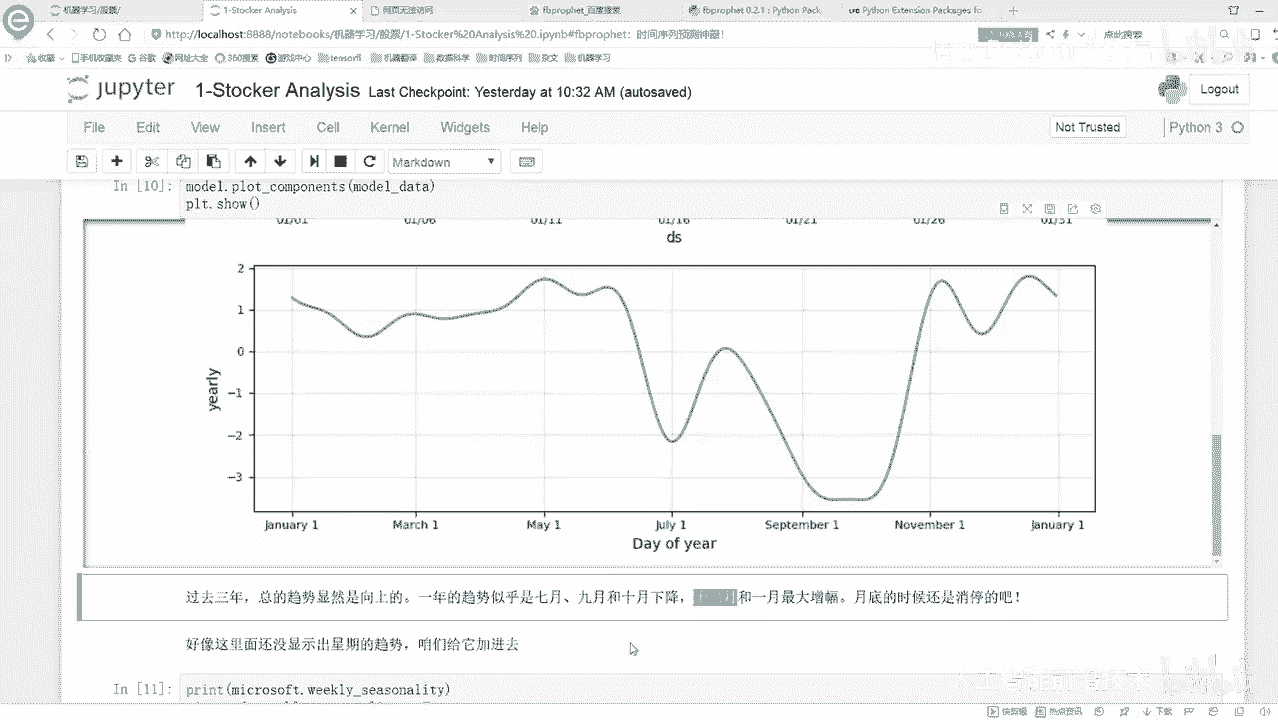 机器学习/股票/
1-Stocker Analysis
网页无法访问
fbprophet_百度搜索
fbprophet 0.2.1 : Python Pack
Python Extension Packages fo
http://localhost:8888/notebooks/机器学习/股票/1-Stocker%20Analysis%20.ipynb#fbprophet：时间序列预测神器！
点此搜索
收藏
手机收藏夹
谷歌
网址大全
360搜索
游戏中心
tensorfl
机器翻译
数据科学
时间序列
杂文
机器学习
jupyter
1-Stocker Analysis Last Checkpoint: Yesterday at 10:32 AM (autosaved)
Logout
File Edit View Insert Cell Kernel Widgets Help
Not Trusted
Python 3
Markdown
In [10]: model.plot_components(model_data)
plt.show()
01/01 01/06 01/11 01/16 01/21 01/26 01/31
ds
2
1
0
−1
−2
−3
yearly
January 1 March 1 May 1 July 1 September 1 November 1 January 1
Day of year
过去三年，总的趋势显然是向上的。一年的趋势似乎是七月、九月和十月下降，和一月最大增幅。月底的时候还是消停的吧！
好像这里面还没显示出星期的趋势，咱们给它加进去
In [11]: print(microsoft.weekly_seasonality)
快剪辑
热点资讯
下载